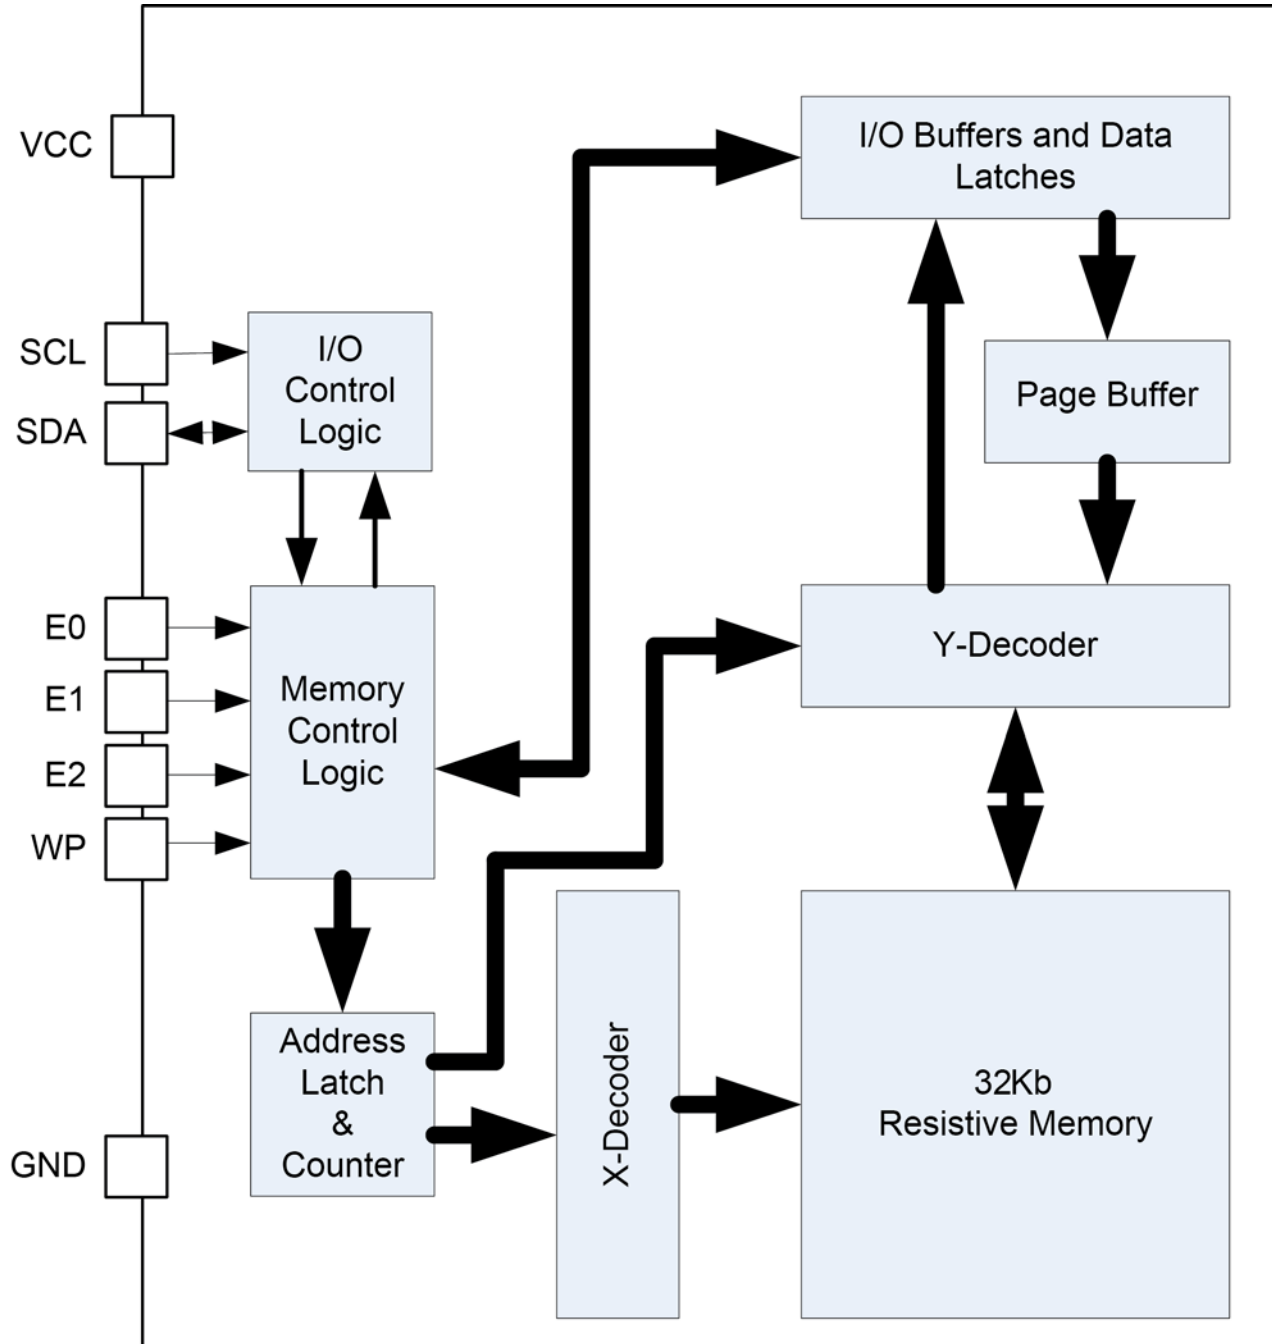 VCC
I/O Buffers and Data
Latches
SCL
I/O
Control
Logic
SDA
Page Buffer
E0
E1
E2
WP
Memory
Control
Logic
Y-Decoder
Address
Latch
&
Counter
X-Decoder
32Kb
Resistive Memory
GND